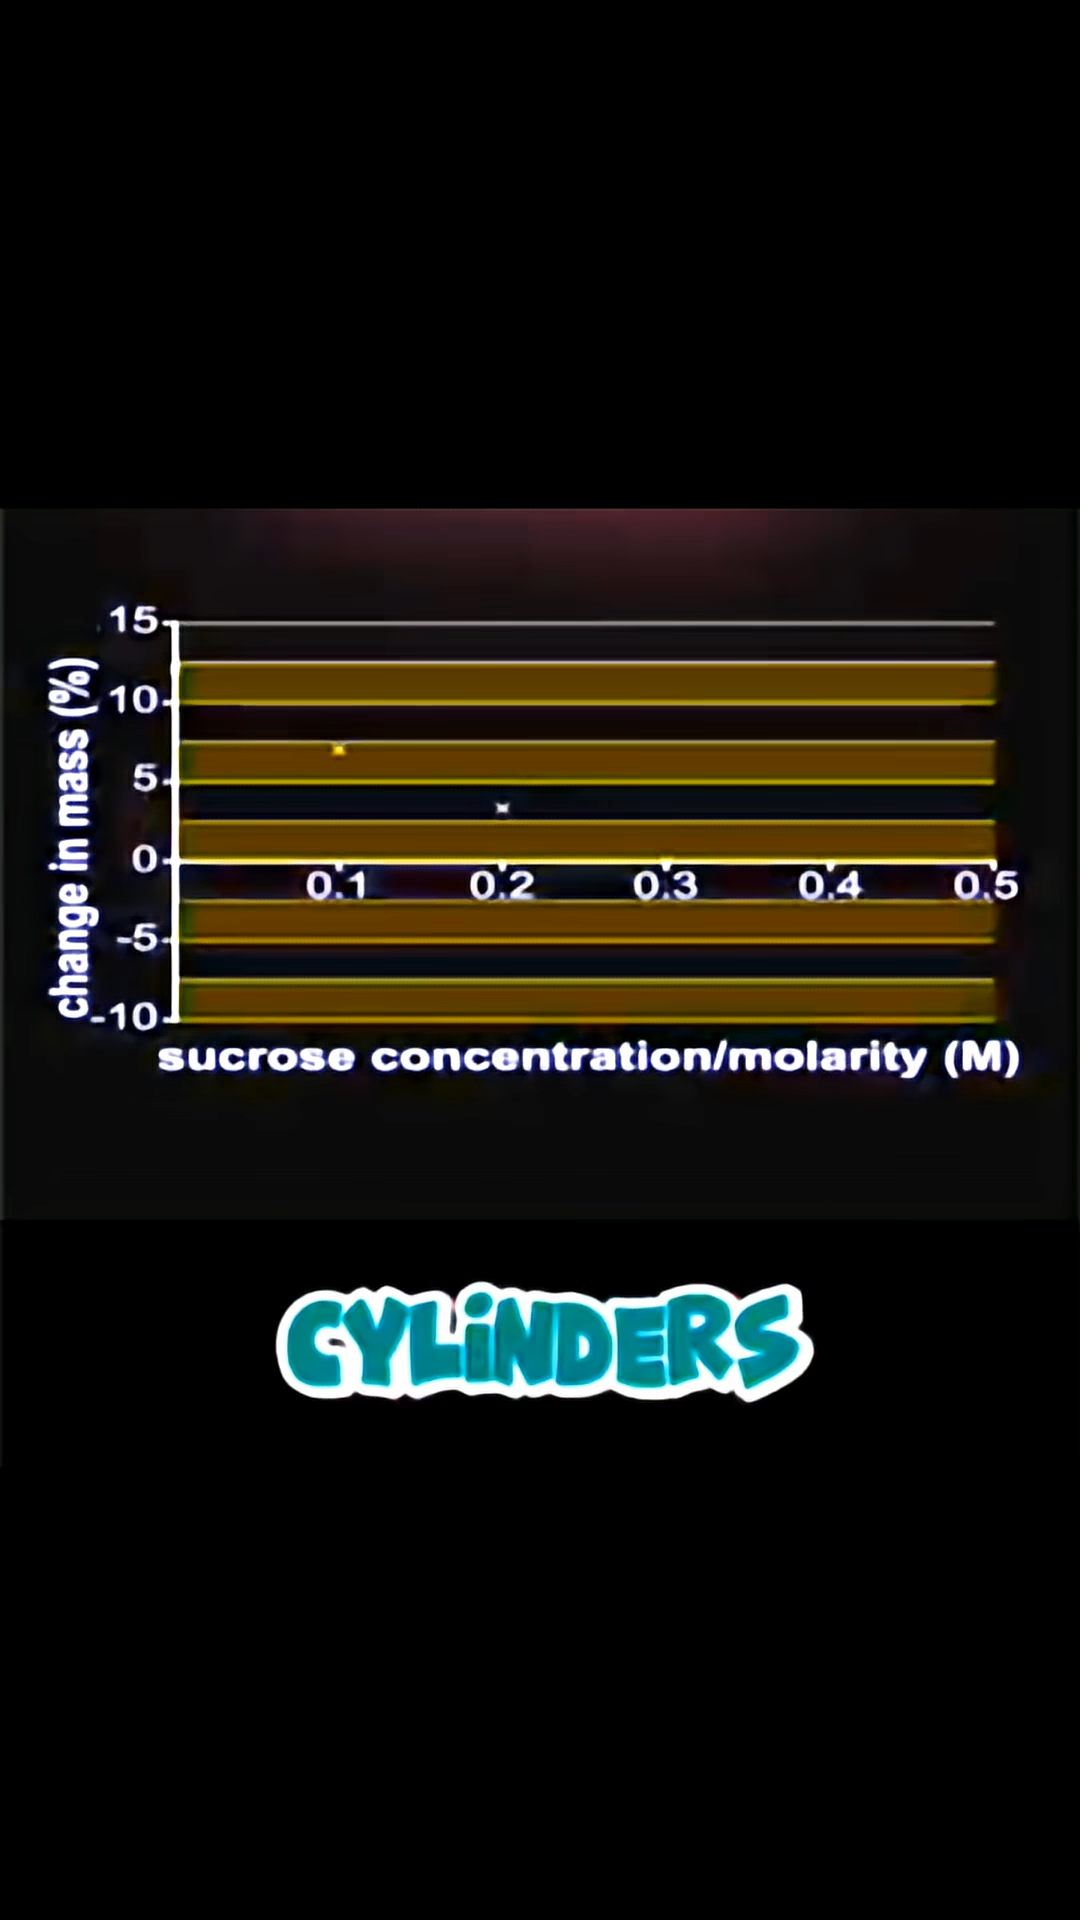 15
10
5
0
-5
-10
change in mass (%)
0.1 0.2 0.3 0.4 0.5
sucrose concentration/molarity (M)
CYLiNDERS